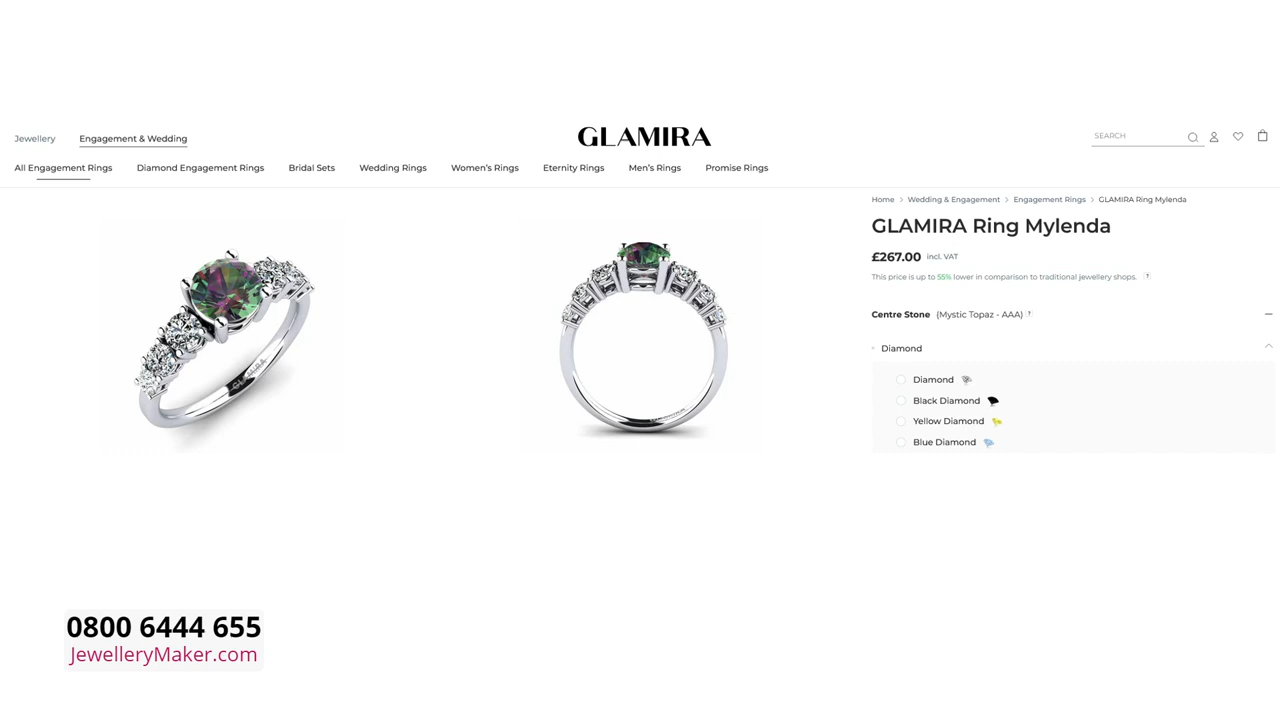 Jewellery Engagement & Wedding
GLAMIRA
SEARCH
All Engagement Rings Diamond Engagement Rings Bridal Sets Wedding Rings Women's Rings Eternity Rings Men's Rings Promise Rings
Home > Wedding & Engagement > Engagement Rings > GLAMIRA Ring Mylenda
GLAMIRA Ring Mylenda
£267.00 incl. VAT
This price is up to 55% lower in comparison to traditional jewellery shops. ?
Centre Stone (Mystic Topaz - AAA) ?
Diamond
Diamond
Black Diamond
Yellow Diamond
Blue Diamond
GLAMIRA
0800 6444 655
JewelleryMaker.com